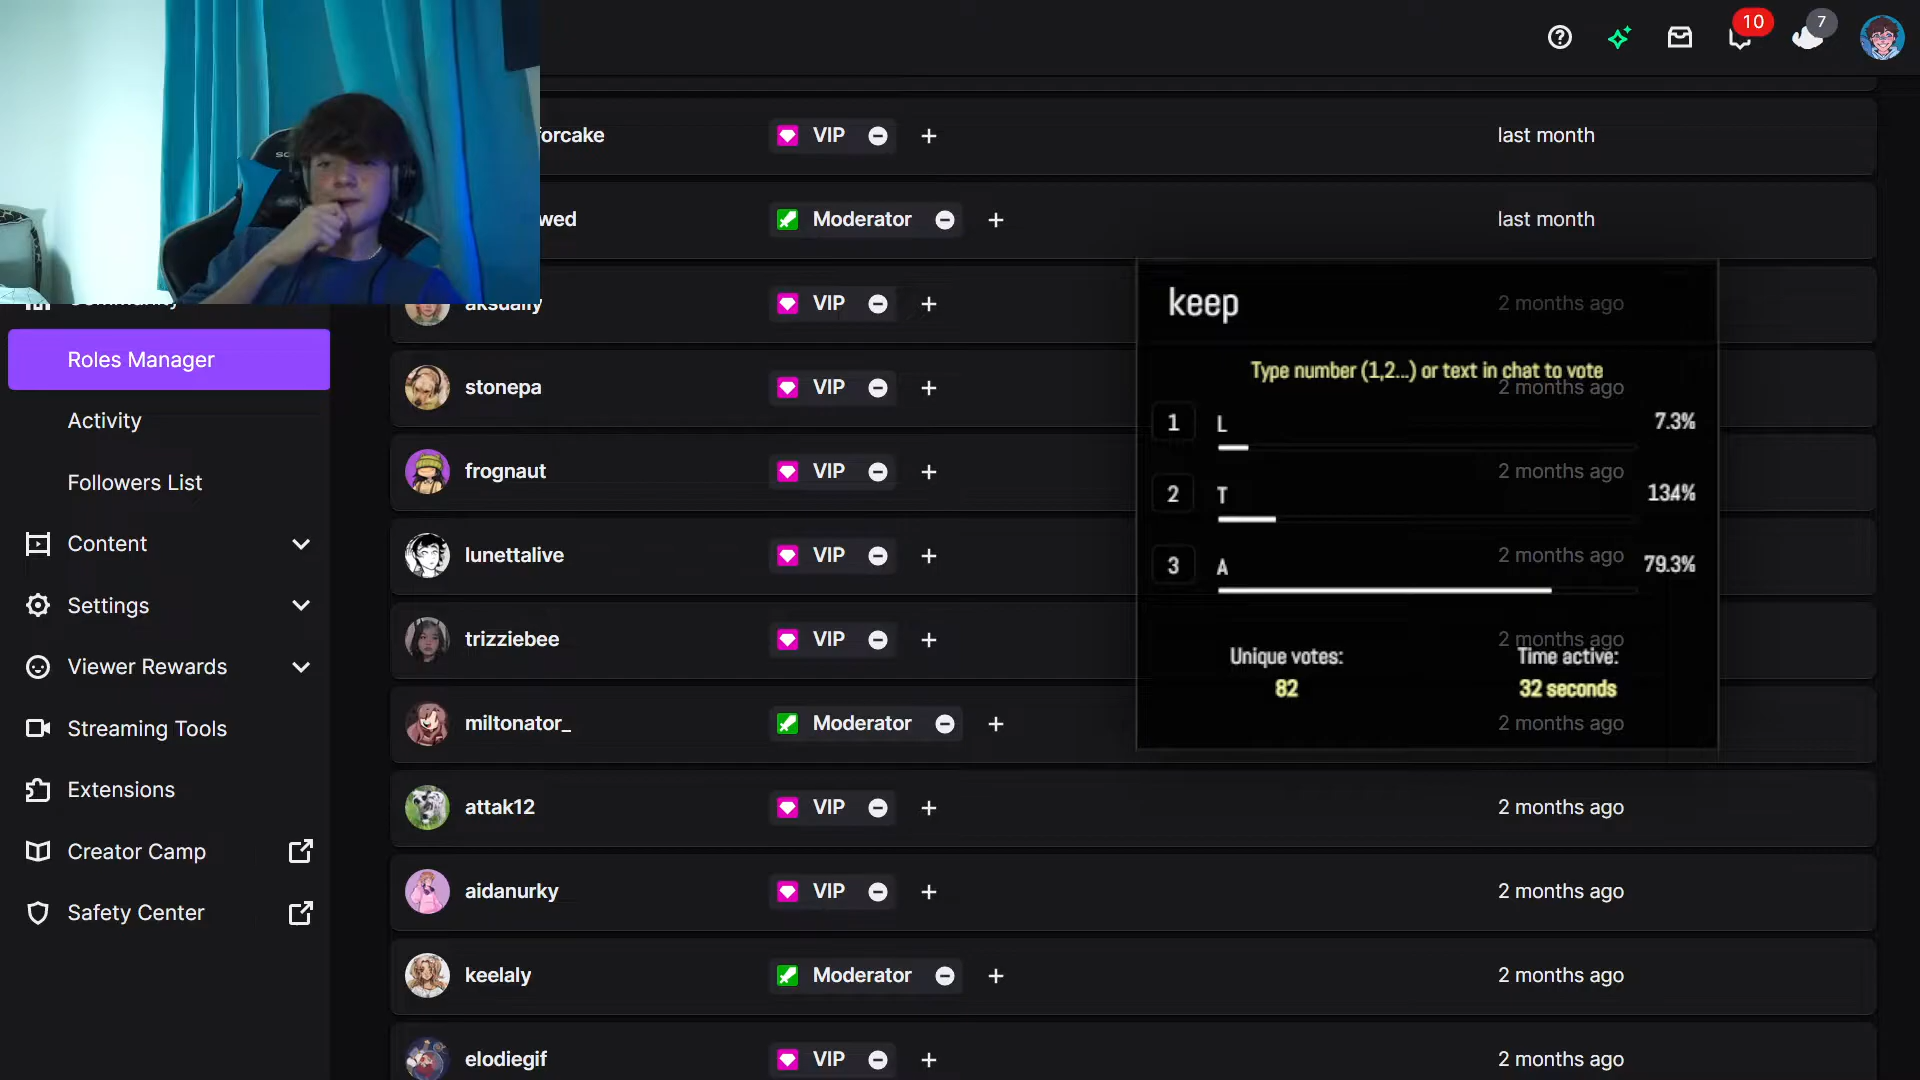 10
7
forcake VIP last month
wed Moderator last month
VIP 2 months ago
stonepa VIP 2 months ago
frognaut VIP 2 months ago
lunettalive VIP 2 months ago
trizziebee VIP 2 months ago
miltonator_ Moderator 2 months ago
attak12 VIP 2 months ago
aidanurky VIP 2 months ago
keelaly Moderator 2 months ago
elodiegif VIP 2 months ago
Roles Manager
Activity
Followers List
Content
Settings
Viewer Rewards
Streaming Tools
Extensions
Creator Camp
Safety Center
keep
Type number (1,2...) or text in chat to vote
1 L 7.3%
2 T 13.4%
3 A 79.3%
Unique votes:
82
Time active:
32 seconds